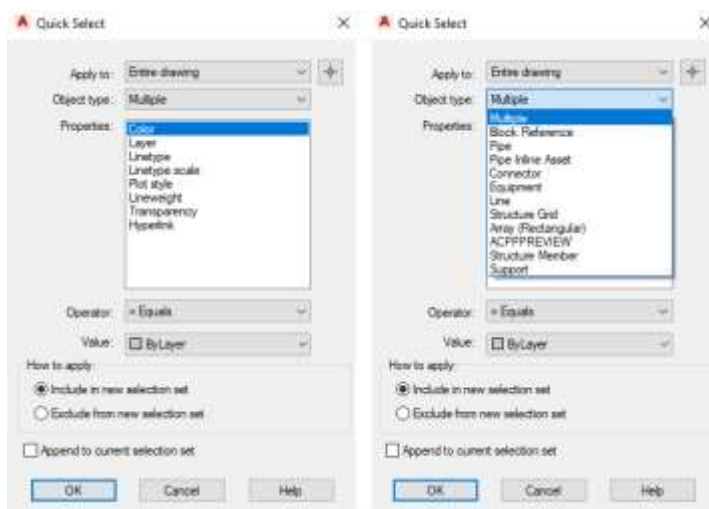 Quick Select
Apply to: Entire drawing
Object type: Multiple
Properties:
Color
Layer
Linetype
Linetype scale
Plot style
Lineweight
Transparency
Hyperlink
Operator: = Equals
Value: ByLayer
How to apply
Include in new selection set
Exclude from new selection set
Append to current selection set
OK Cancel Help
Quick Select
Apply to: Entire drawing
Object type: Multiple
Properties:
Multiple
Block Reference
Pipe
Pipe Inline Asset
Connector
Equipment
Line
Structure Grid
Array (Rectangular)
ACPPPREVIEW
Structure Member
Support
Operator: = Equals
Value: ByLayer
How to apply
Include in new selection set
Exclude from new selection set
Append to current selection set
OK Cancel Help